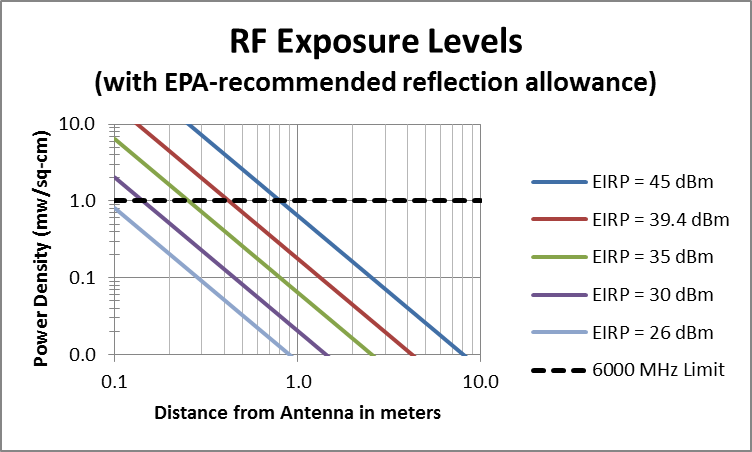 RF Exposure Levels
(with EPA-recommended reflection allowance)
Power Density (mw/sq-cm)
10.0
1.0
0.1
0.0
0.1 1.0 10.0
Distance from Antenna in meters
EIRP = 45 dBm
EIRP = 39.4 dBm
EIRP = 35 dBm
EIRP = 30 dBm
EIRP = 26 dBm
6000 MHz Limit